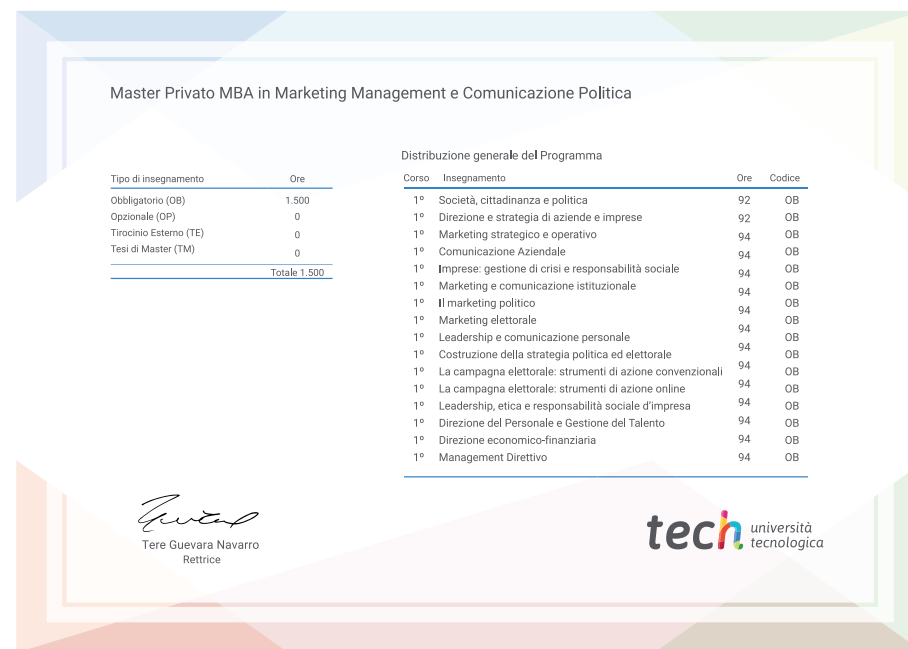 Master Privato MBA in Marketing Management e Comunicazione Politica
Tipo di insegnamento Ore
Obbligatorio (OB) 1.500
Opzionale (OP) 0
Tirocinio Esterno (TE) 0
Tesi di Master (TM) 0
Totale 1.500
Distribuzione generale del Programma
Corso Insegnamento Ore Codice
1º Società, cittadinanza e politica 92 OB
1º Direzione e strategia di aziende e imprese 92 OB
1º Marketing strategico e operativo 94 OB
1º Comunicazione Aziendale 94 OB
1º Imprese: gestione di crisi e responsabilità sociale 94 OB
1º Marketing e comunicazione istituzionale 94 OB
1º Il marketing politico 94 OB
1º Marketing elettorale 94 OB
1º Leadership e comunicazione personale OB
1º Costruzione della strategia politica ed elettorale 94 OB
1º La campagna elettorale: strumenti di azione convenzionali 94 OB
1º La campagna elettorale: strumenti di azione online 94 OB
1º Leadership, etica e responsabilità sociale d'impresa 94 OB
1º Direzione del Personale e Gestione del Talento 94 OB
1º Direzione economico-finanziaria 94 OB
1º Management Direttivo 94 OB
Tere Guevara Navarro
Rettrice
tech università
tecnologica